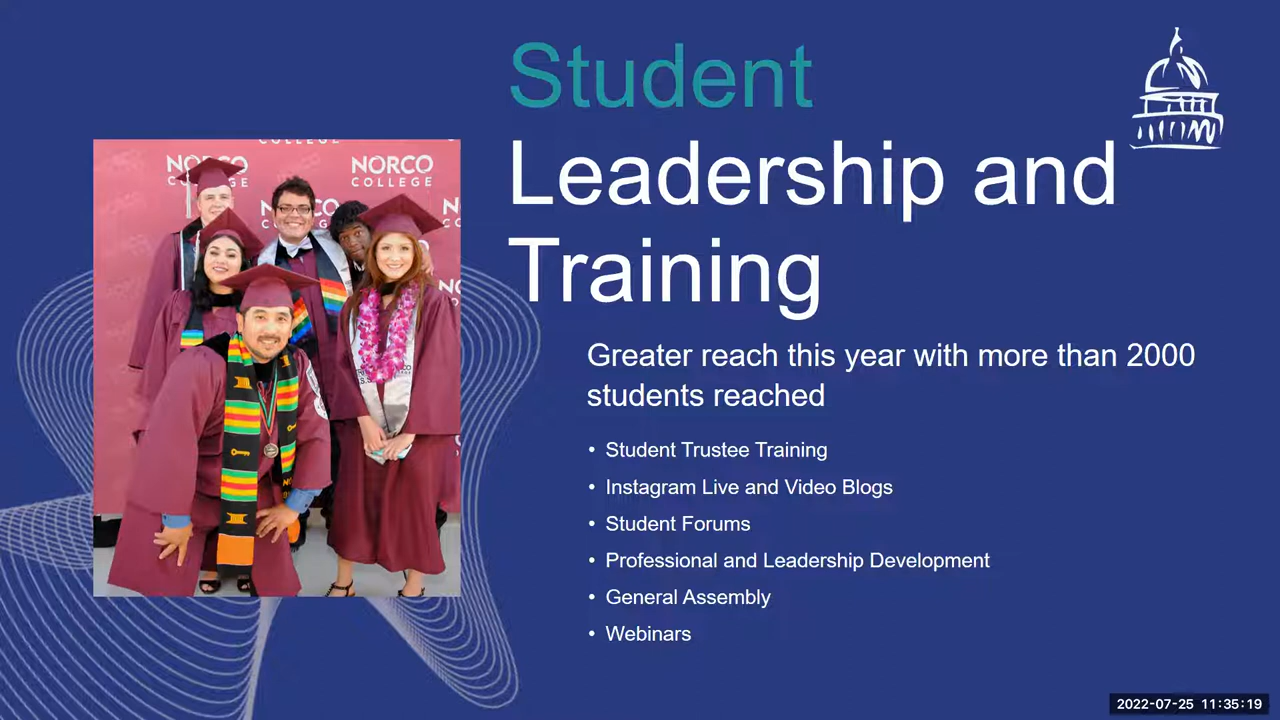 Student
Leadership and
Training
COLLEGE
NORCO
COLLEGE
NORCO
COLLEGE
NORCO
Greater reach this year with more than 2000
students reached
• Student Trustee Training
• Instagram Live and Video Blogs
• Student Forums
• Professional and Leadership Development
• General Assembly
• Webinars
2022-07-25 11:35:19